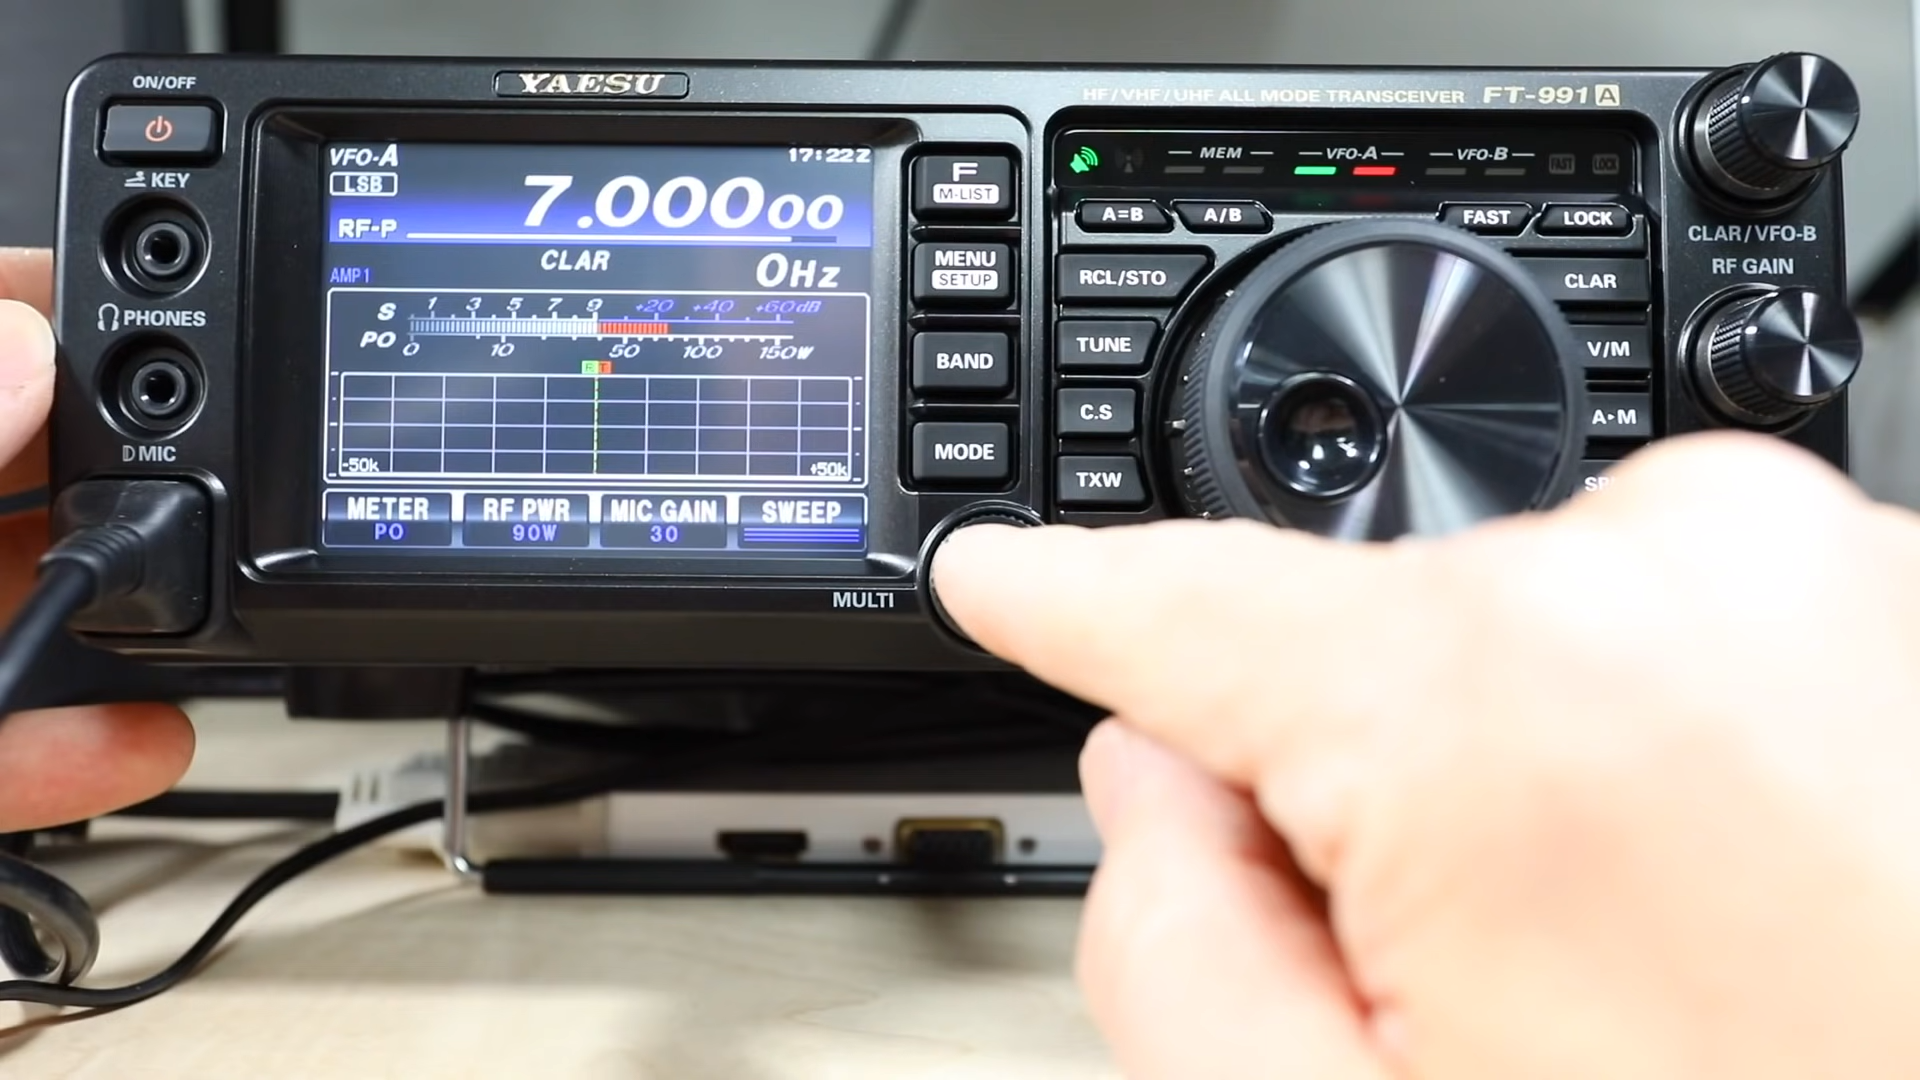 ON/OFF
YAESU
HF/VHF/UHF ALL MODE TRANSCEIVER FT-991A
KEY
PHONES
MIC
VFO-A
17:22Z
LSB
7.00000
RF-P
CLAR
0Hz
AMP1
S 1 3 5 7 9 +20 +40 +60dB
PO 0 10 50 100 150W
R T
-50k
+50k
METER
PO
RF PWR
90W
MIC GAIN
30
SWEEP
MULTI
F
M-LIST
MENU
SETUP
BAND
MODE
MEM
VFO-A
VFO-B
FAST
LOCK
A=B
A/B
FAST
LOCK
RCL/STO
CLAR
TUNE
V/M
C.S
A▸M
TXW
CLAR/VFO-B
RF GAIN